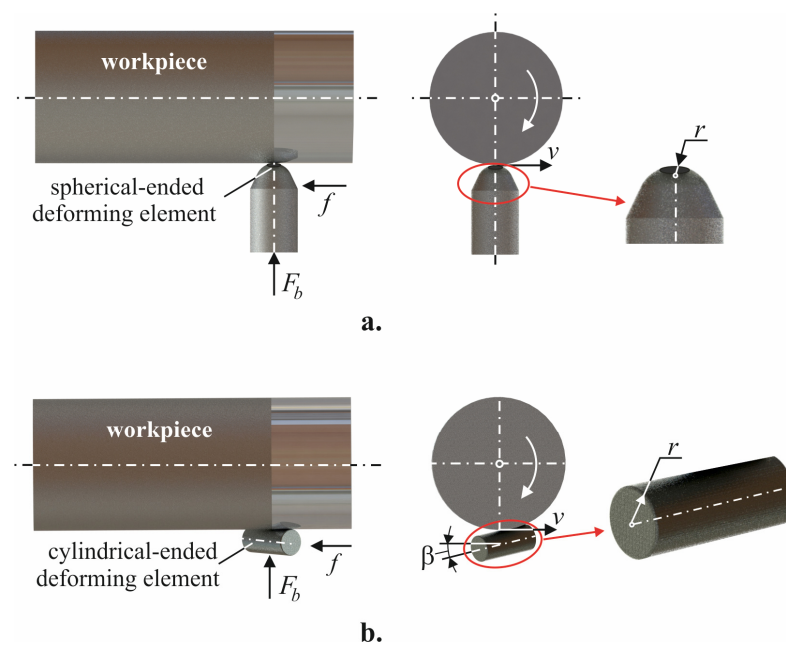 workpiece
r
v
spherical-ended
deforming element
f
F_b
a.
workpiece
r
v
cylindrical-ended
deforming element
f
β
F_b
b.